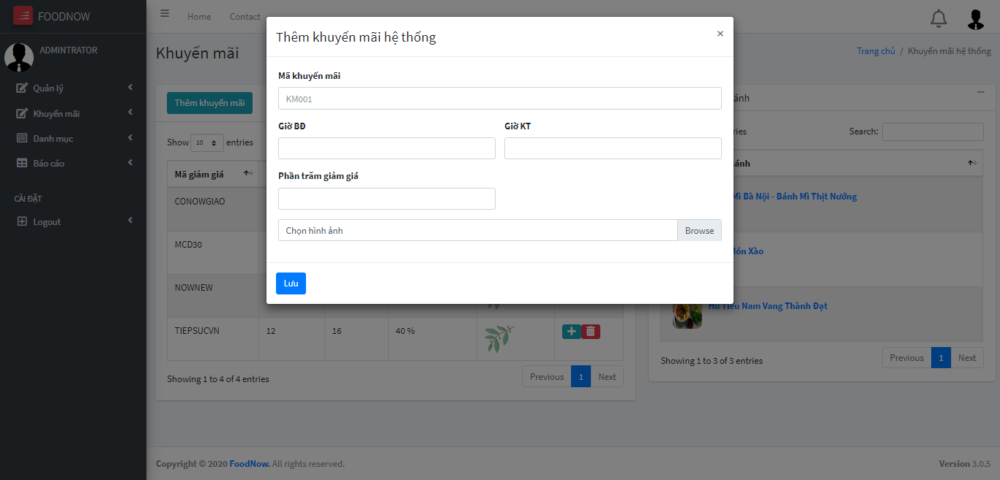 FOODNOW
Home Contact
ADMINTRATOR
Quản lý
Khuyến mãi
Danh mục
Báo cáo
CÀI ĐẶT
Logout
Khuyến mãi
Trang chủ / Khuyến mãi hệ thống
Thêm khuyến mãi
Show 10 entries
Mã giảm giá
CONOWGIAO
MCD30
NOWNEW
TIEPSUCVN 12 16 40 %
Showing 1 to 4 of 4 entries
Previous 1 Next
Thêm khuyến mãi hệ thống ×
Mã khuyến mãi
KM001
Giờ BĐ Giờ KT
Phần trăm giảm giá
Chọn hình ảnh Browse
Lưu
Search:
Mì Bà Nội - Bánh Mì Thịt Nướng
Xào
Hủ Tiếu Nam Vang Thành Đạt
Showing 1 to 3 of 3 entries
Previous 1 Next
Copyright © 2020 FoodNow. All rights reserved.
Version 3.0.5